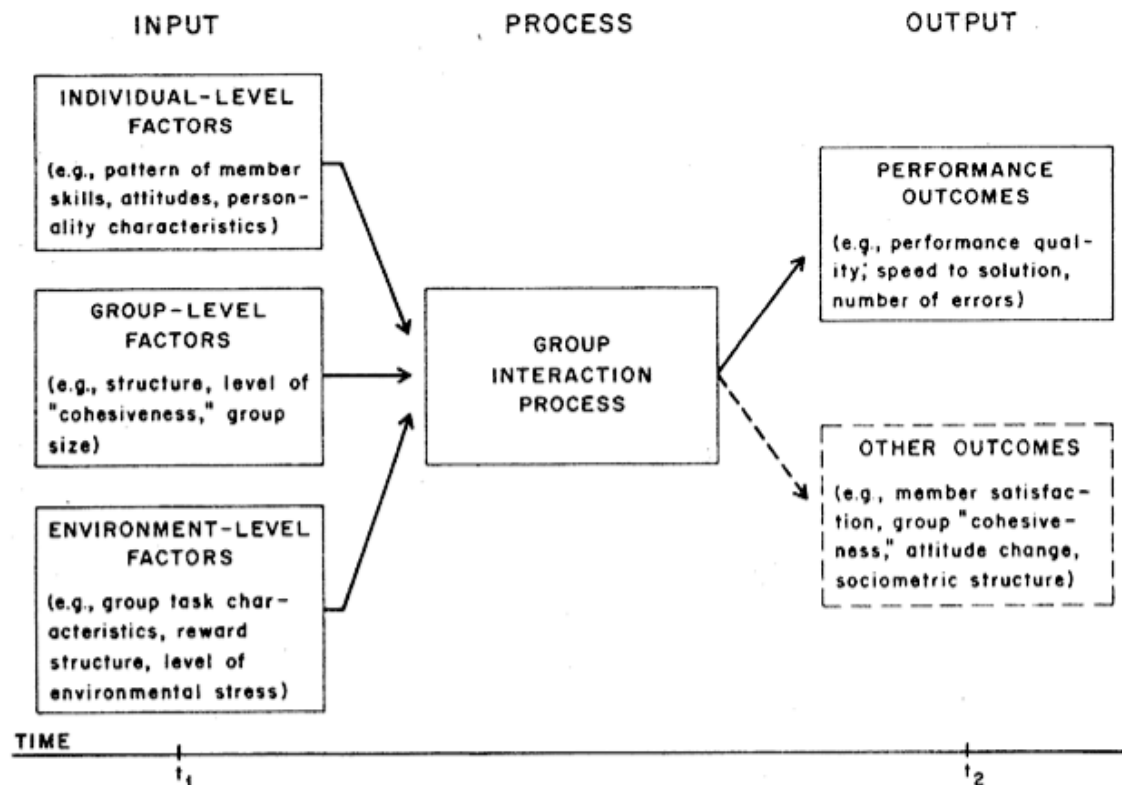 INPUT
PROCESS
OUTPUT
INDIVIDUAL-LEVEL
FACTORS
(e.g., pattern of member
skills, attitudes, person-
ality characteristics)
GROUP-LEVEL
FACTORS
(e.g., structure, level of
"cohesiveness," group
size)
ENVIRONMENT-LEVEL
FACTORS
(e.g., group task char-
acteristics, reward
structure, level of
environmental stress)
GROUP
INTERACTION
PROCESS
PERFORMANCE
OUTCOMES
(e.g., performance qual-
ity; speed to solution,
number of errors)
OTHER OUTCOMES
(e.g., member satisfac-
tion, group "cohesive-
ness," attitude change,
sociometric structure)
TIME
t₁
t₂